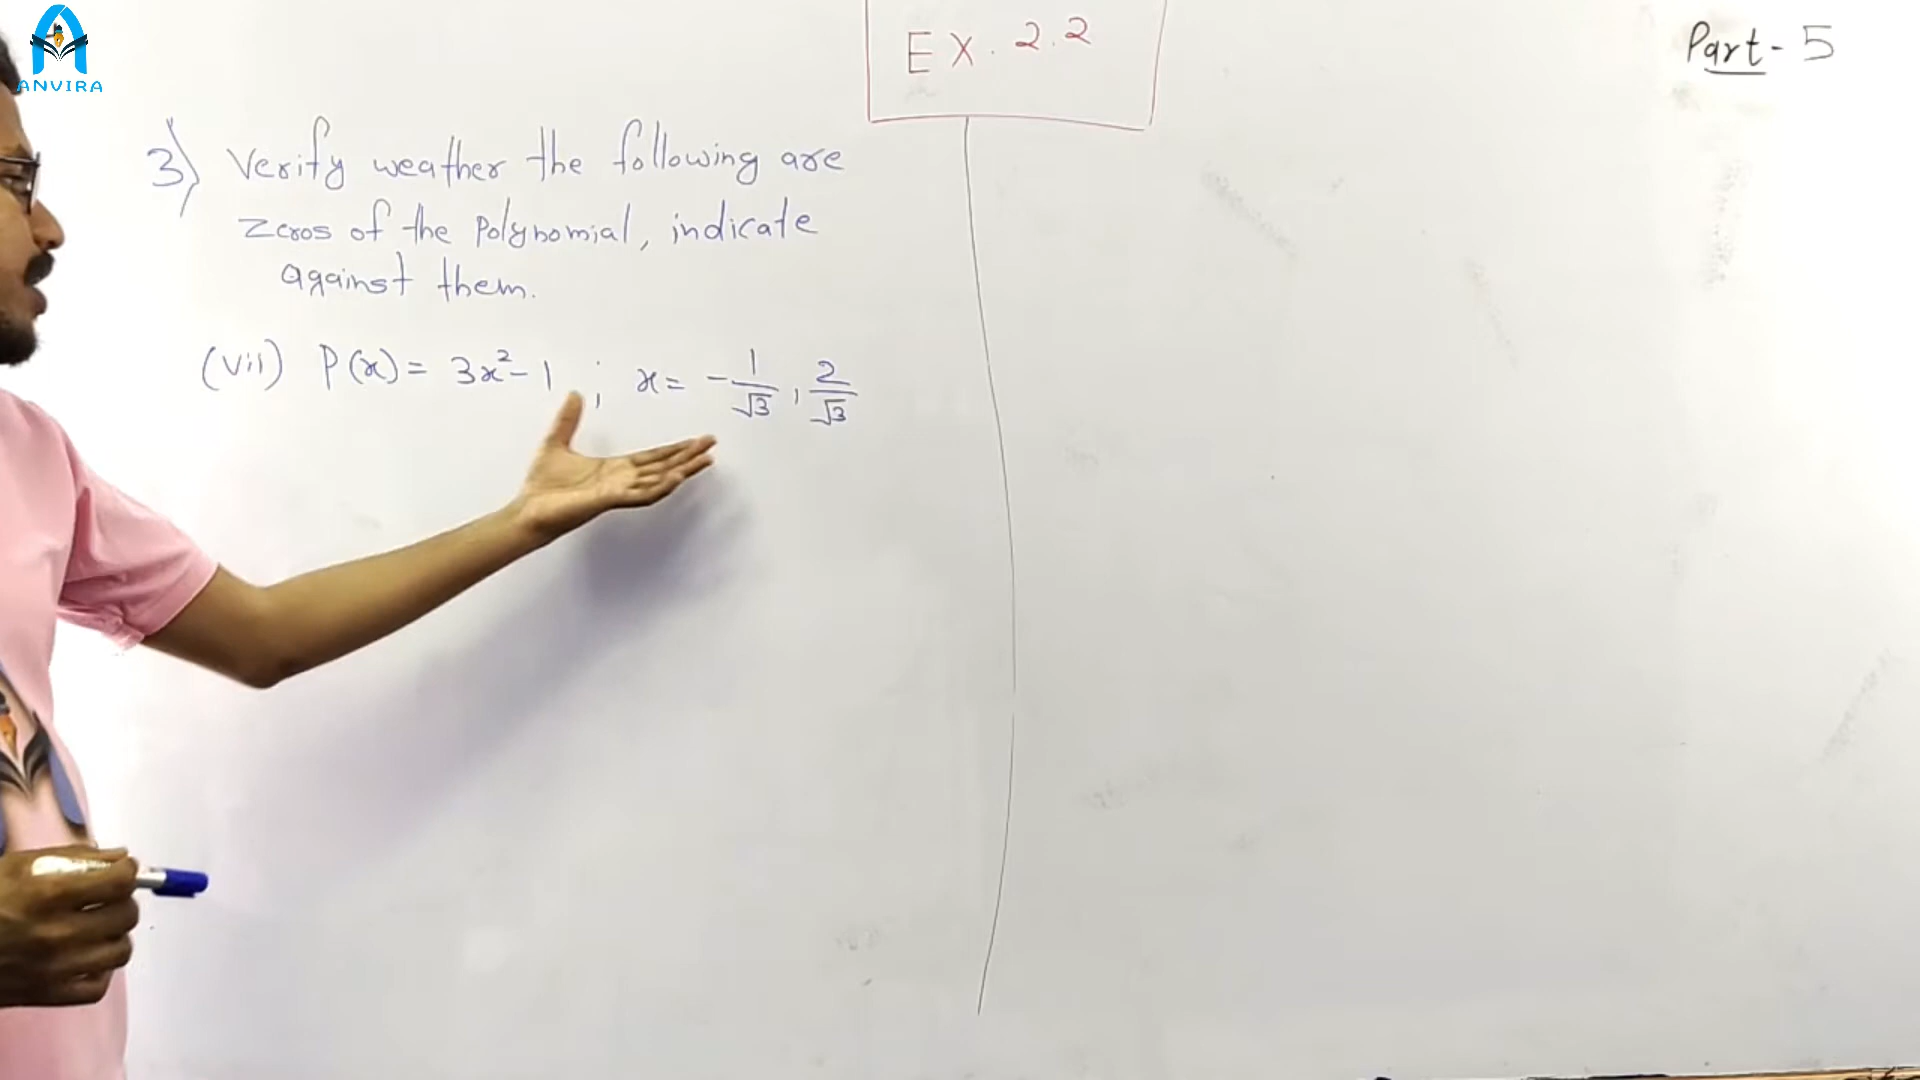 ANVIRA
EX. 2.2
Part - 5
3) Verify weather the following are
zeros of the polynomial, indicate
against them.
(vii) P(x) = 3x² - 1 ; x = -1/√3 , 2/√3